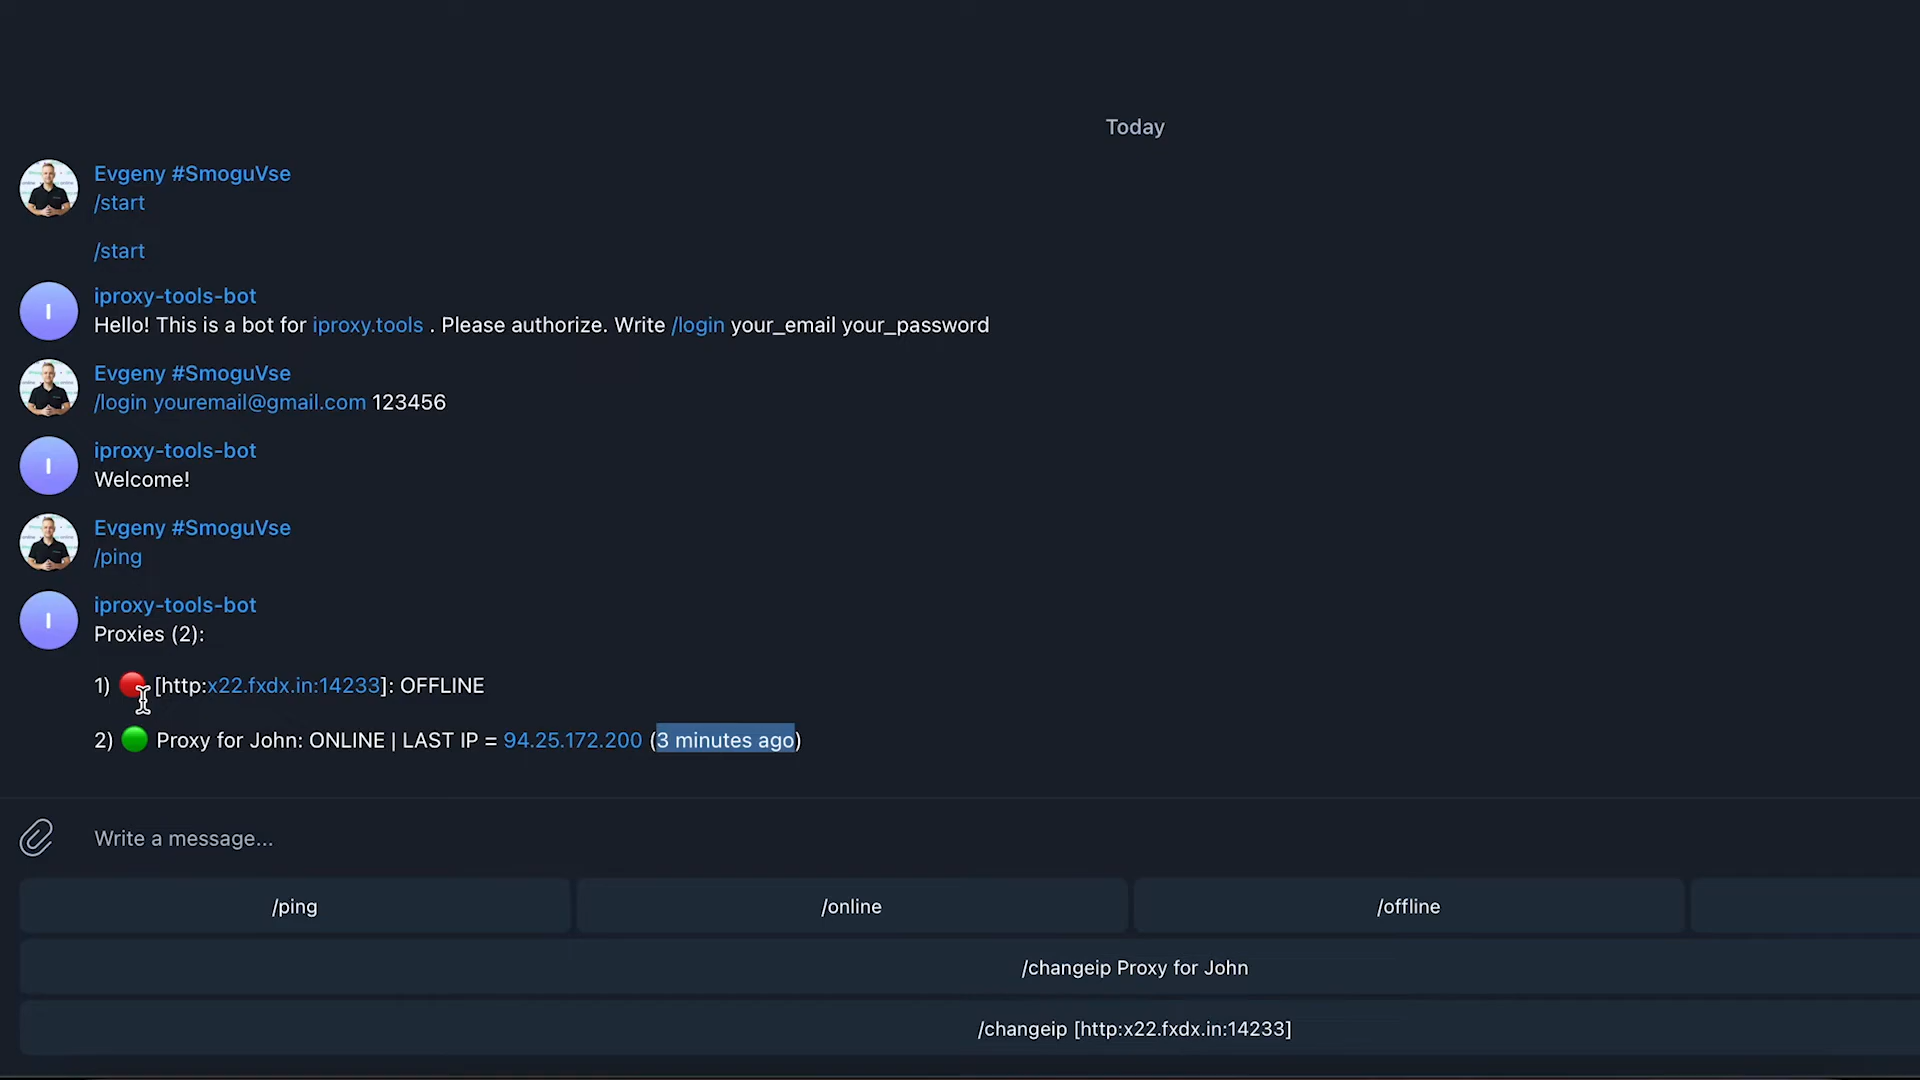 Today
Evgeny #SmoguVse
/start
/start
I
iproxy-tools-bot
Hello! This is a bot for iproxy.tools . Please authorize. Write /login your_email your_password
Evgeny #SmoguVse
/login youremail@gmail.com 123456
I
iproxy-tools-bot
Welcome!
Evgeny #SmoguVse
/ping
I
iproxy-tools-bot
Proxies (2):
1) 🔴 [http:x22.fxdx.in:14233]: OFFLINE
2) 🟢 Proxy for John: ONLINE | LAST IP = 94.25.172.200 (3 minutes ago)
Write a message...
/ping
/online
/offline
/changeip Proxy for John
/changeip [http:x22.fxdx.in:14233]